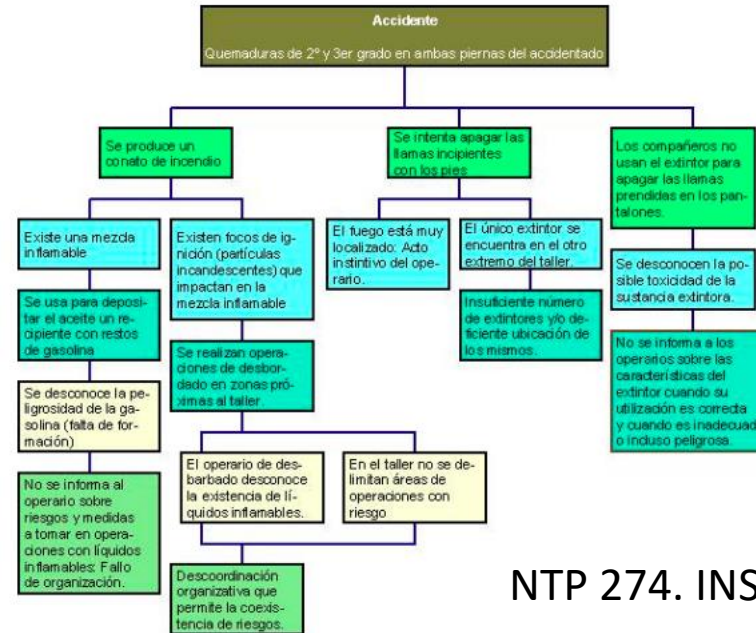 Accidente
Quemaduras de 2º y 3er grado en ambas piernas del accidentado
Se produce un
conato de incendio
Se intenta apagar las
llamas incipientes
con los pies
Los compañeros no
usan el extintor para
apagar las llamas
prendidas en los pan-
talones.
Existe una mezcla
inflamable
Existen focos de ig-
nición (partículas
incandescentes) que
impactan en la
mezcla inflamable
El fuego está muy
localizado: Acto
instintivo del ope-
rario.
El único extintor se
encuentra en el otro
extremo del taller.
Se desconocen la po-
sible toxicidad de la
sustancia extintora.
Se usa para deposi-
tar el aceite un re-
cipiente con restos
de gasolina
Se realizan opera-
ciones de desbor-
dado en zonas pró-
ximas al taller.
Insuficiente número
de extintores y/o de-
ficiente ubicación de
los mismos.
No se informa a los
operarios sobre las
características del
extintor cuando su
utilización es correcta
y cuando es inadecuad
o incluso peligrosa.
Se desconoce la pe-
ligrosidad de la ga-
solina (falta de for-
mación)
El operario de des-
barbado desconoce
la existencia de lí-
quidos inflamables.
En el taller no se de-
limitan áreas de
operaciones con
riesgo
No se informa al
operario sobre
riesgos y medidas
a tomar en opera-
ciones con líquidos
inflamables: Fallo
de organización.
Descoordinación
organizativa que
permite la coexis-
tencia de riesgos.
NTP 274. INS